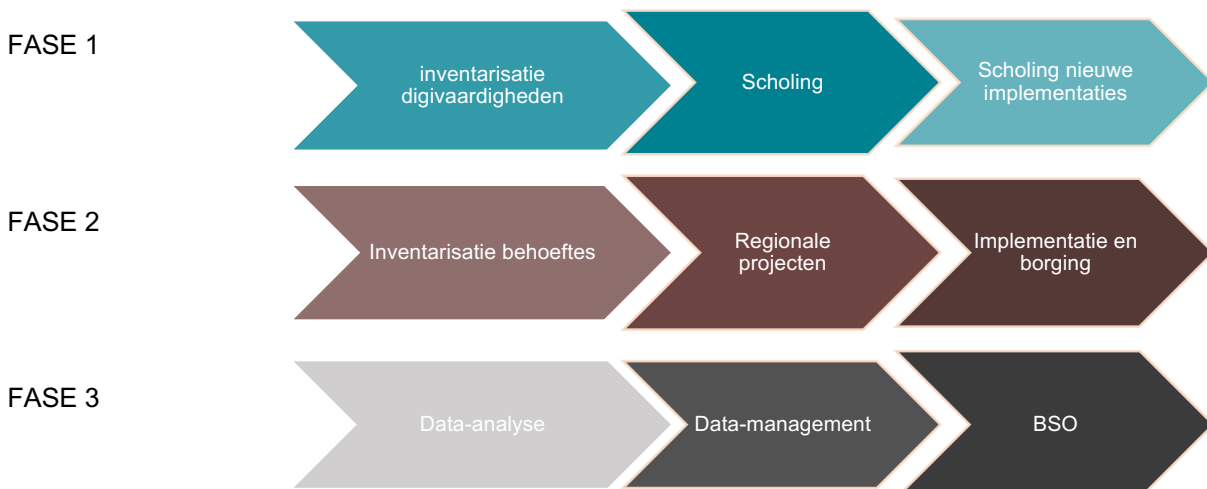 FASE 1
inventarisatie
digivaardigheden
Scholing
Scholing nieuwe
implementaties
FASE 2
Inventarisatie behoeftes
Regionale
projecten
Implementatie en
borging
FASE 3
Data-analyse
Data-management
BSO